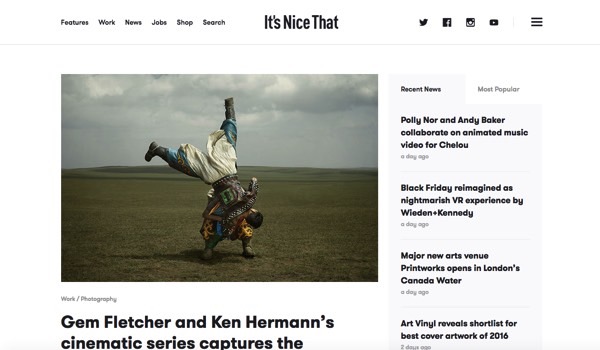 Features Work News Jobs Shop Search
It's Nice That
Recent News
Most Popular
Polly Nor and Andy Baker
collaborate on animated music
video for Chelou
a day ago
Black Friday reimagined as
nightmarish VR experience by
Wieden+Kennedy
a day ago
Major new arts venue
Printworks opens in London's
Canada Water
a day ago
Art Vinyl reveals shortlist for
best cover artwork of 2016
2 days ago
Work / Photography
Gem Fletcher and Ken Hermann's
cinematic series captures the